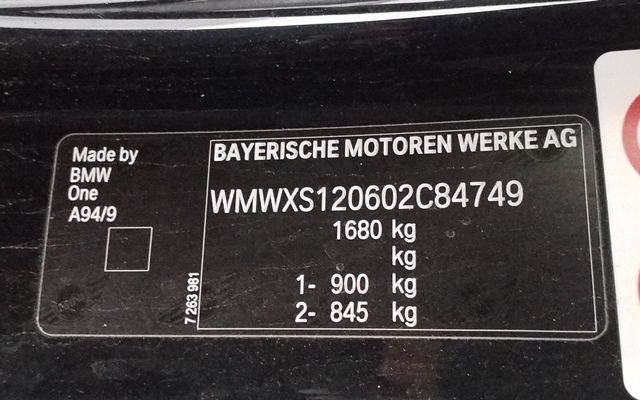 Made by
BMW
One
A94/9
7 263 981
BAYERISCHE MOTOREN WERKE AG
WMWXS120602C84749
1680 kg
kg
1- 900 kg
2- 845 kg